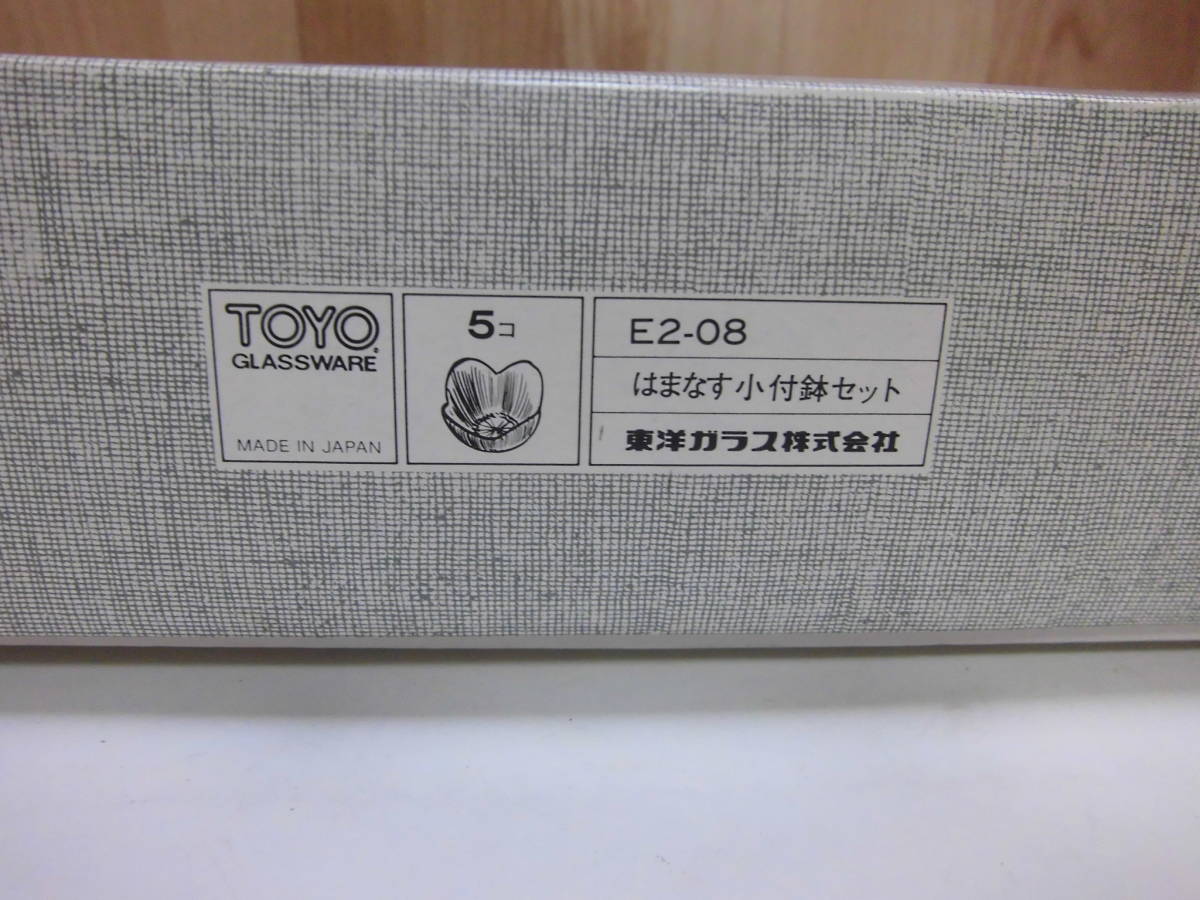 TOYO
GLASSWARE
MADE IN JAPAN
5コ
E2-08
はまなす小付鉢セット
東洋ガラス株式会社